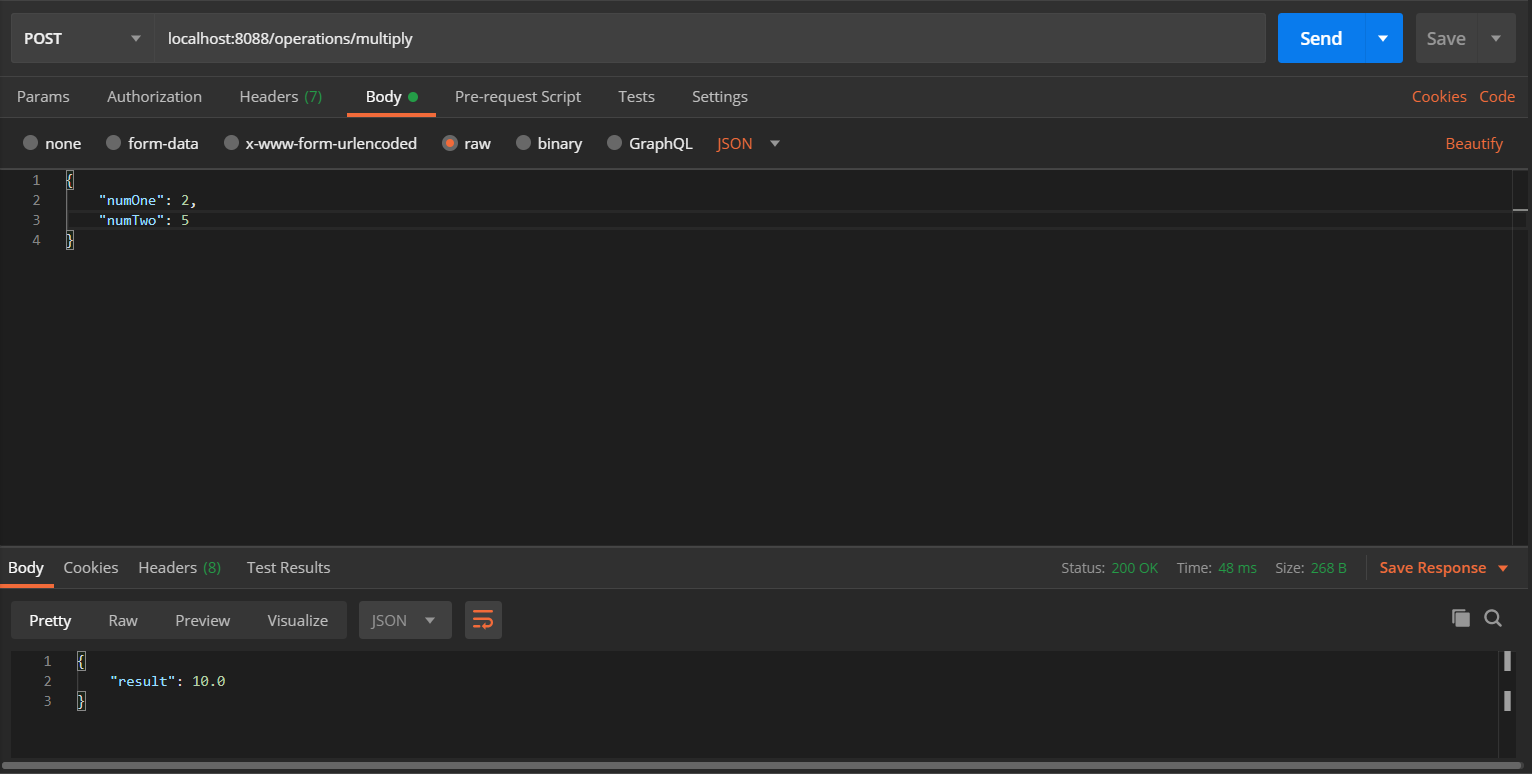 POST localhost:8088/operations/multiply Send Save
Params Authorization Headers (7) Body Pre-request Script Tests Settings Cookies Code
none form-data x-www-form-urlencoded raw binary GraphQL JSON Beautify
1 {
2 "numOne": 2,
3 "numTwo": 5
4 }
Body Cookies Headers (8) Test Results Status: 200 OK Time: 48 ms Size: 268 B Save Response
Pretty Raw Preview Visualize JSON
1 {
2 "result": 10.0
3 }